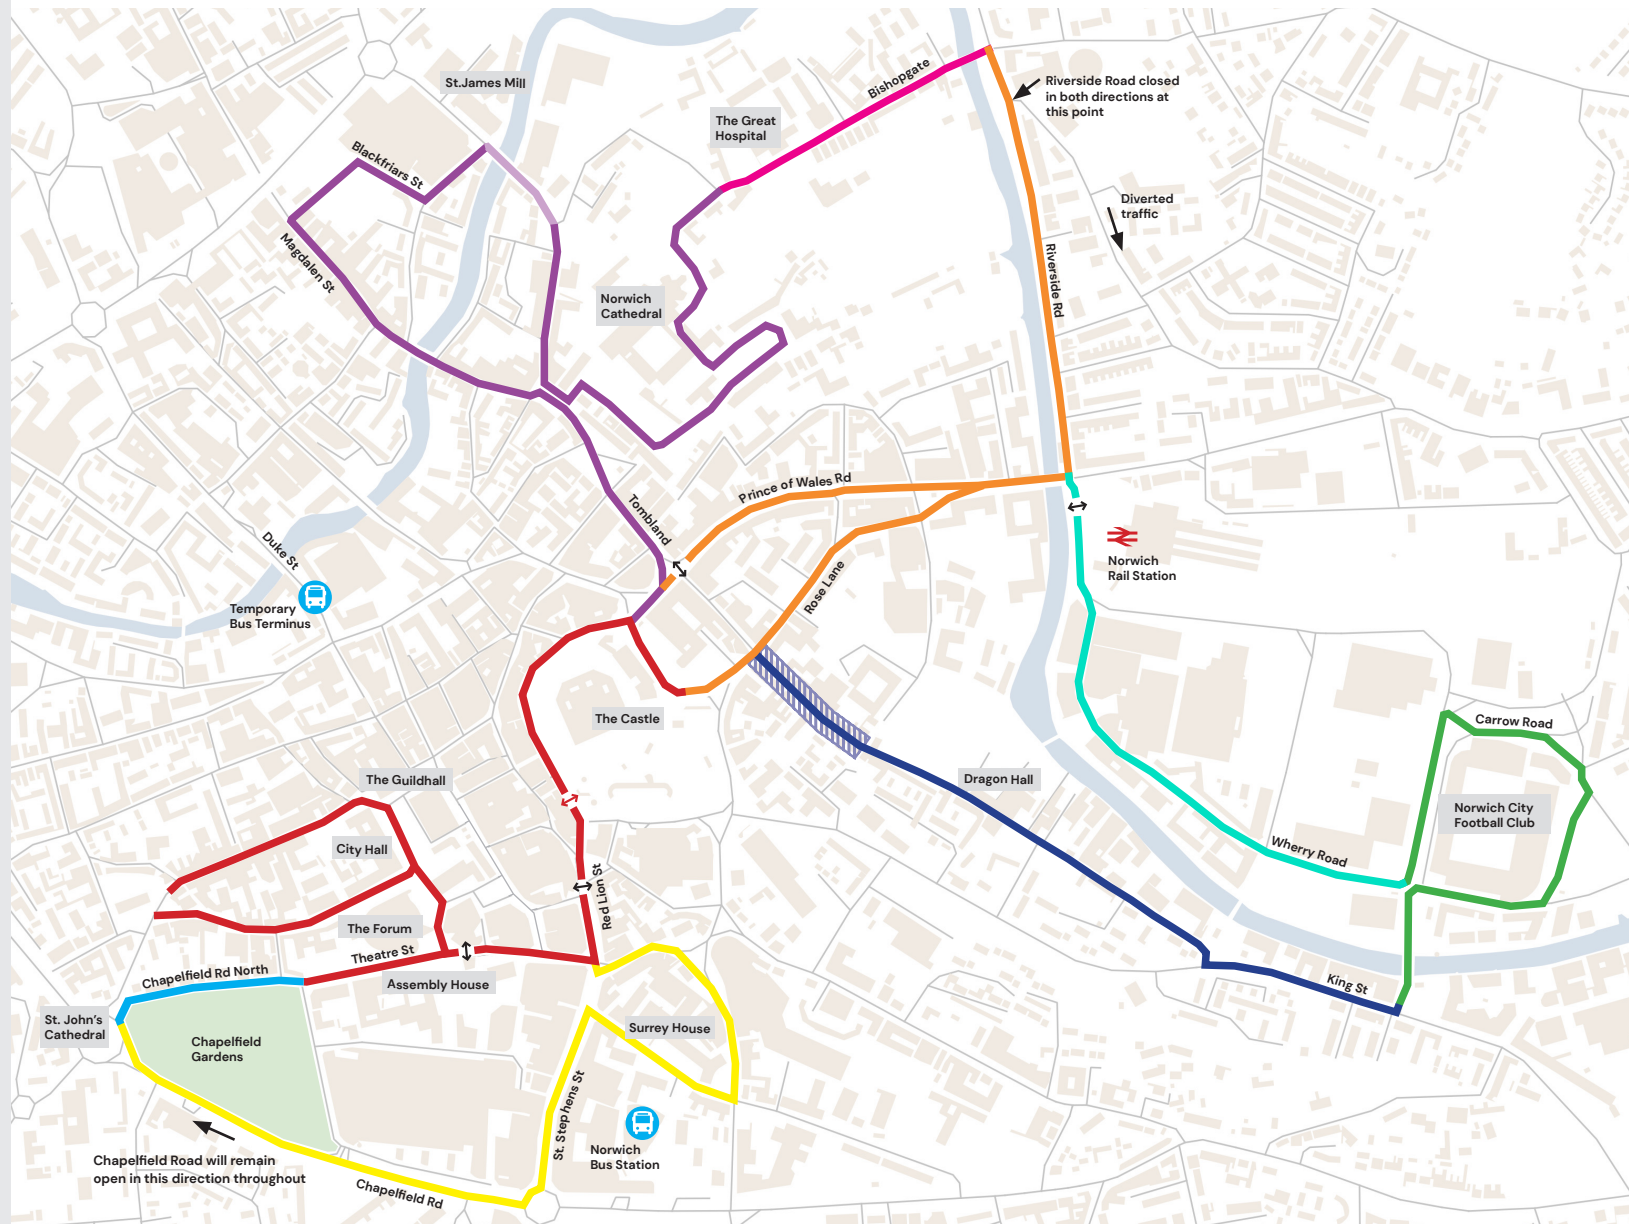 St.James Mill
Bishopgate
Riverside Road closed
in both directions at
this point
The Great
Hospital
Blackfriars St
Diverted
traffic
Magdalen St
Riverside Rd
Norwich
Cathedral
Prince of Wales Rd
Tombland
Duke St
Norwich
Rail Station
Rose Lane
Temporary
Bus Terminus
The Castle
Carrow Road
The Guildhall
Dragon Hall
Norwich City
Football Club
City Hall
Wherry Road
Red Lion St
The Forum
Theatre St
Chapelfield Rd North
Assembly House
King St
St. John's
Cathedral
Surrey House
Chapelfield
Gardens
St. Stephens St
Norwich
Bus Station
Chapelfield Road will remain
open in this direction throughout
Chapelfield Rd